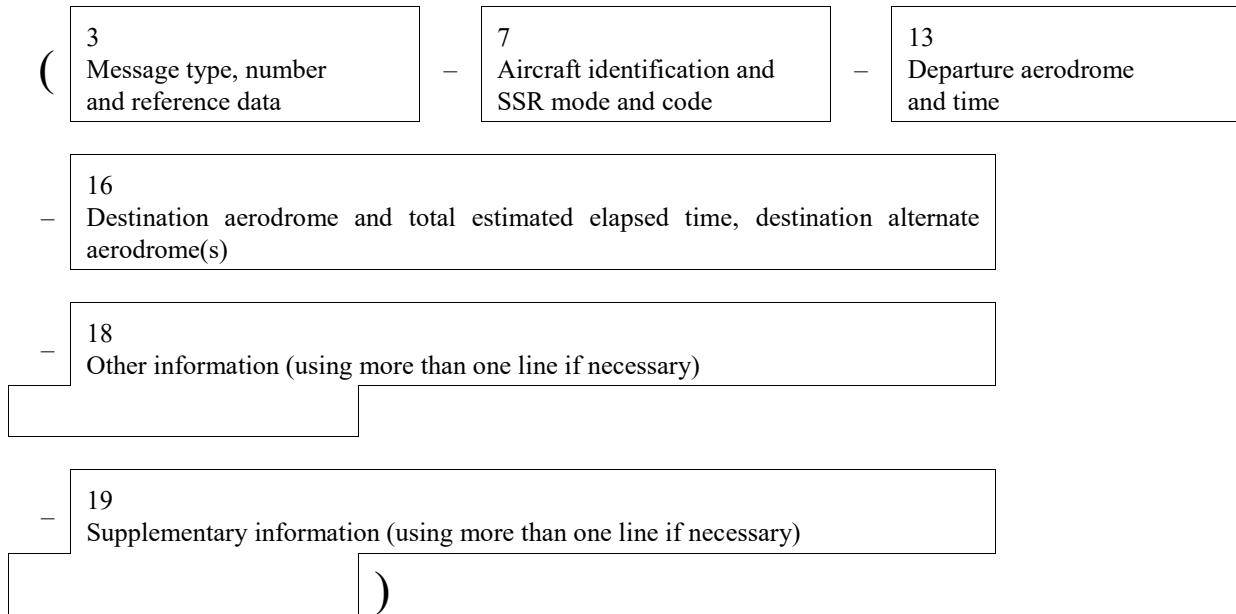 (
3
Message type, number
and reference data
–
7
Aircraft identification and
SSR mode and code
–
13
Departure aerodrome
and time
–
16
Destination aerodrome and total estimated elapsed time, destination alternate
aerodrome(s)
–
18
Other information (using more than one line if necessary)
–
19
Supplementary information (using more than one line if necessary)
)